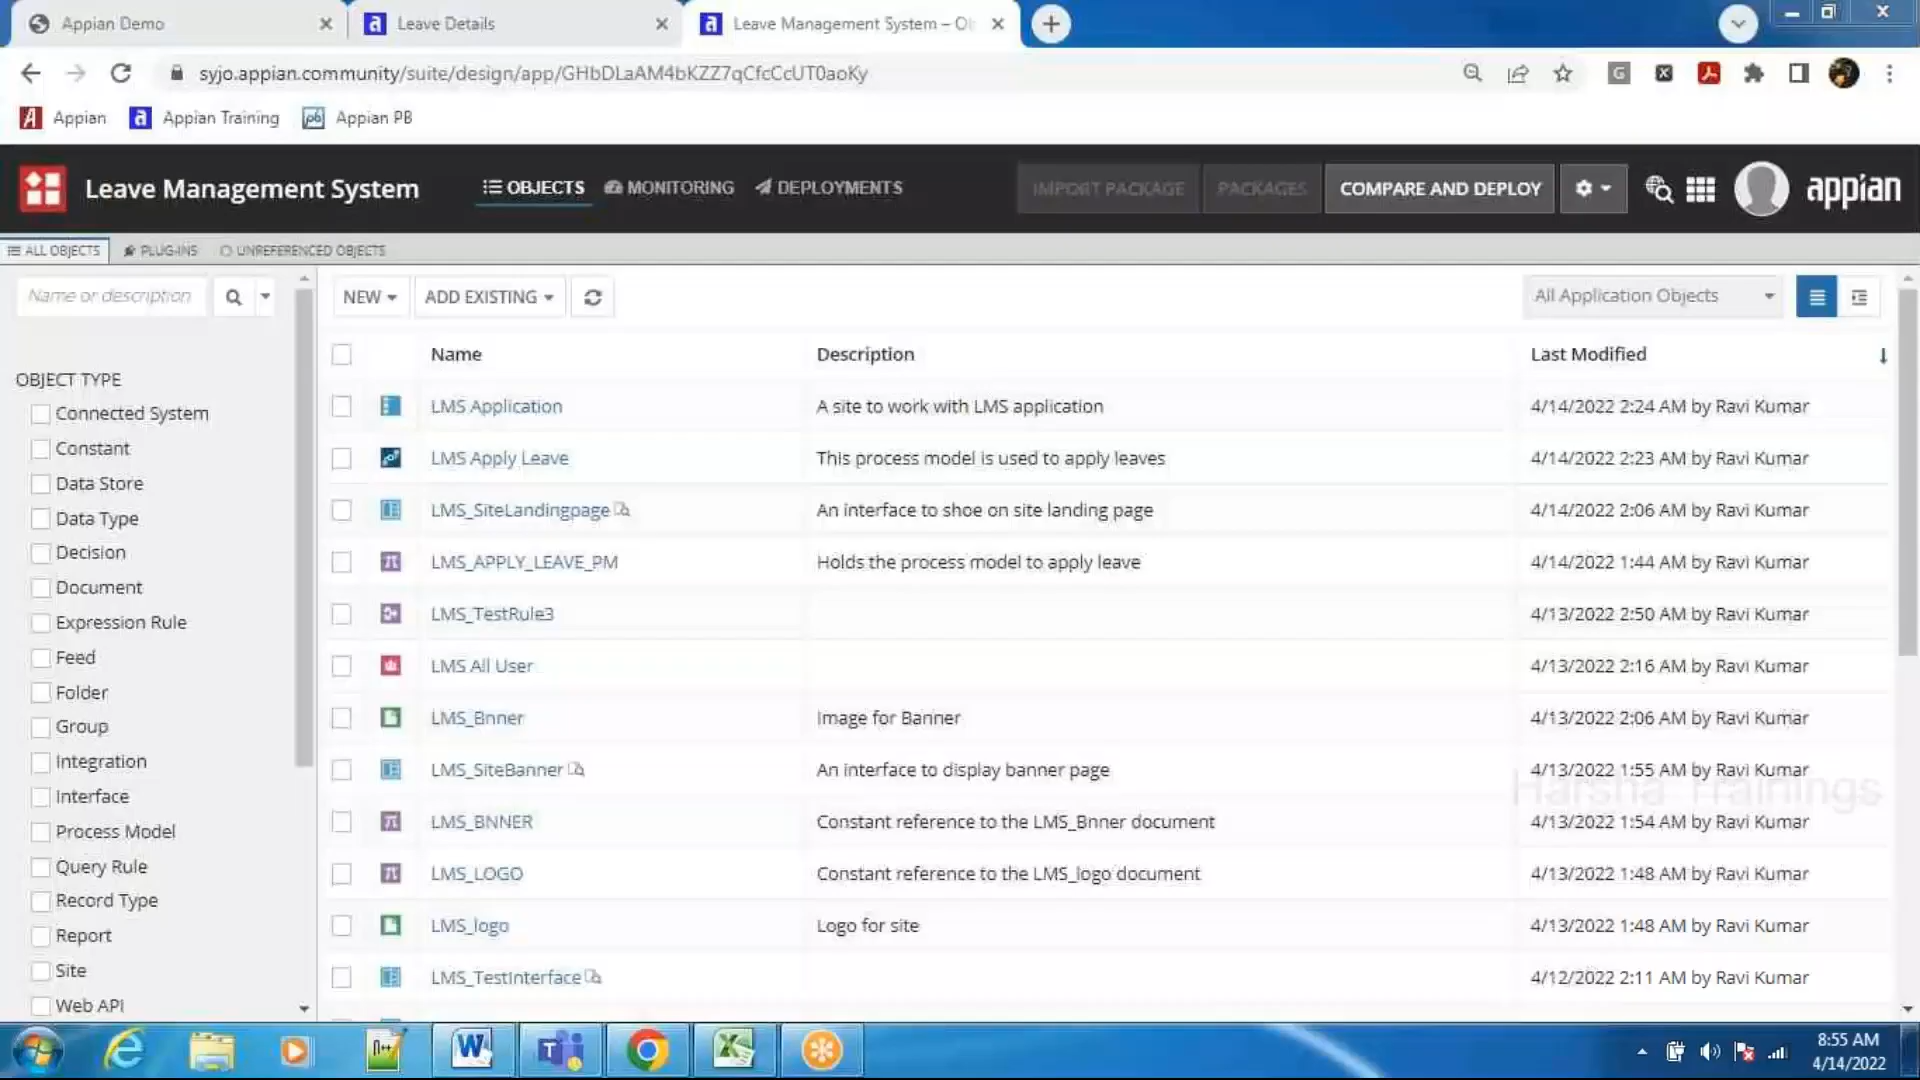 Appian Demo
Leave Details
Leave Management System – Ob
syjo.appian.community/suite/design/app/GHbDLaAM4bKZZ7qCfcCcUT0aoKy
Appian
Appian Training
Appian PB
Leave Management System
OBJECTS
MONITORING
DEPLOYMENTS
IMPORT PACKAGE
PACKAGES
COMPARE AND DEPLOY
appian
ALL OBJECTS
PLUG-INS
UNREFERENCED OBJECTS
Name or description
NEW
ADD EXISTING
All Application Objects
OBJECT TYPE
Connected System
Constant
Data Store
Data Type
Decision
Document
Expression Rule
Feed
Folder
Group
Integration
Interface
Process Model
Query Rule
Record Type
Report
Site
Web API
Name Description Last Modified
LMS Application A site to work with LMS application 4/14/2022 2:24 AM by Ravi Kumar
LMS Apply Leave This process model is used to apply leaves 4/14/2022 2:23 AM by Ravi Kumar
LMS_SiteLandingpage An interface to shoe on site landing page 4/14/2022 2:06 AM by Ravi Kumar
LMS_APPLY_LEAVE_PM Holds the process model to apply leave 4/14/2022 1:44 AM by Ravi Kumar
LMS_TestRule3 4/13/2022 2:50 AM by Ravi Kumar
LMS All User 4/13/2022 2:16 AM by Ravi Kumar
LMS_Bnner Image for Banner 4/13/2022 2:06 AM by Ravi Kumar
LMS_SiteBanner An interface to display banner page 4/13/2022 1:55 AM by Ravi Kumar
Harsha Trainings
LMS_BNNER Constant reference to the LMS_Bnner document 4/13/2022 1:54 AM by Ravi Kumar
LMS_LOGO Constant reference to the LMS_logo document 4/13/2022 1:48 AM by Ravi Kumar
LMS_logo Logo for site 4/13/2022 1:48 AM by Ravi Kumar
LMS_TestInterface 4/12/2022 2:11 AM by Ravi Kumar
8:55 AM
4/14/2022